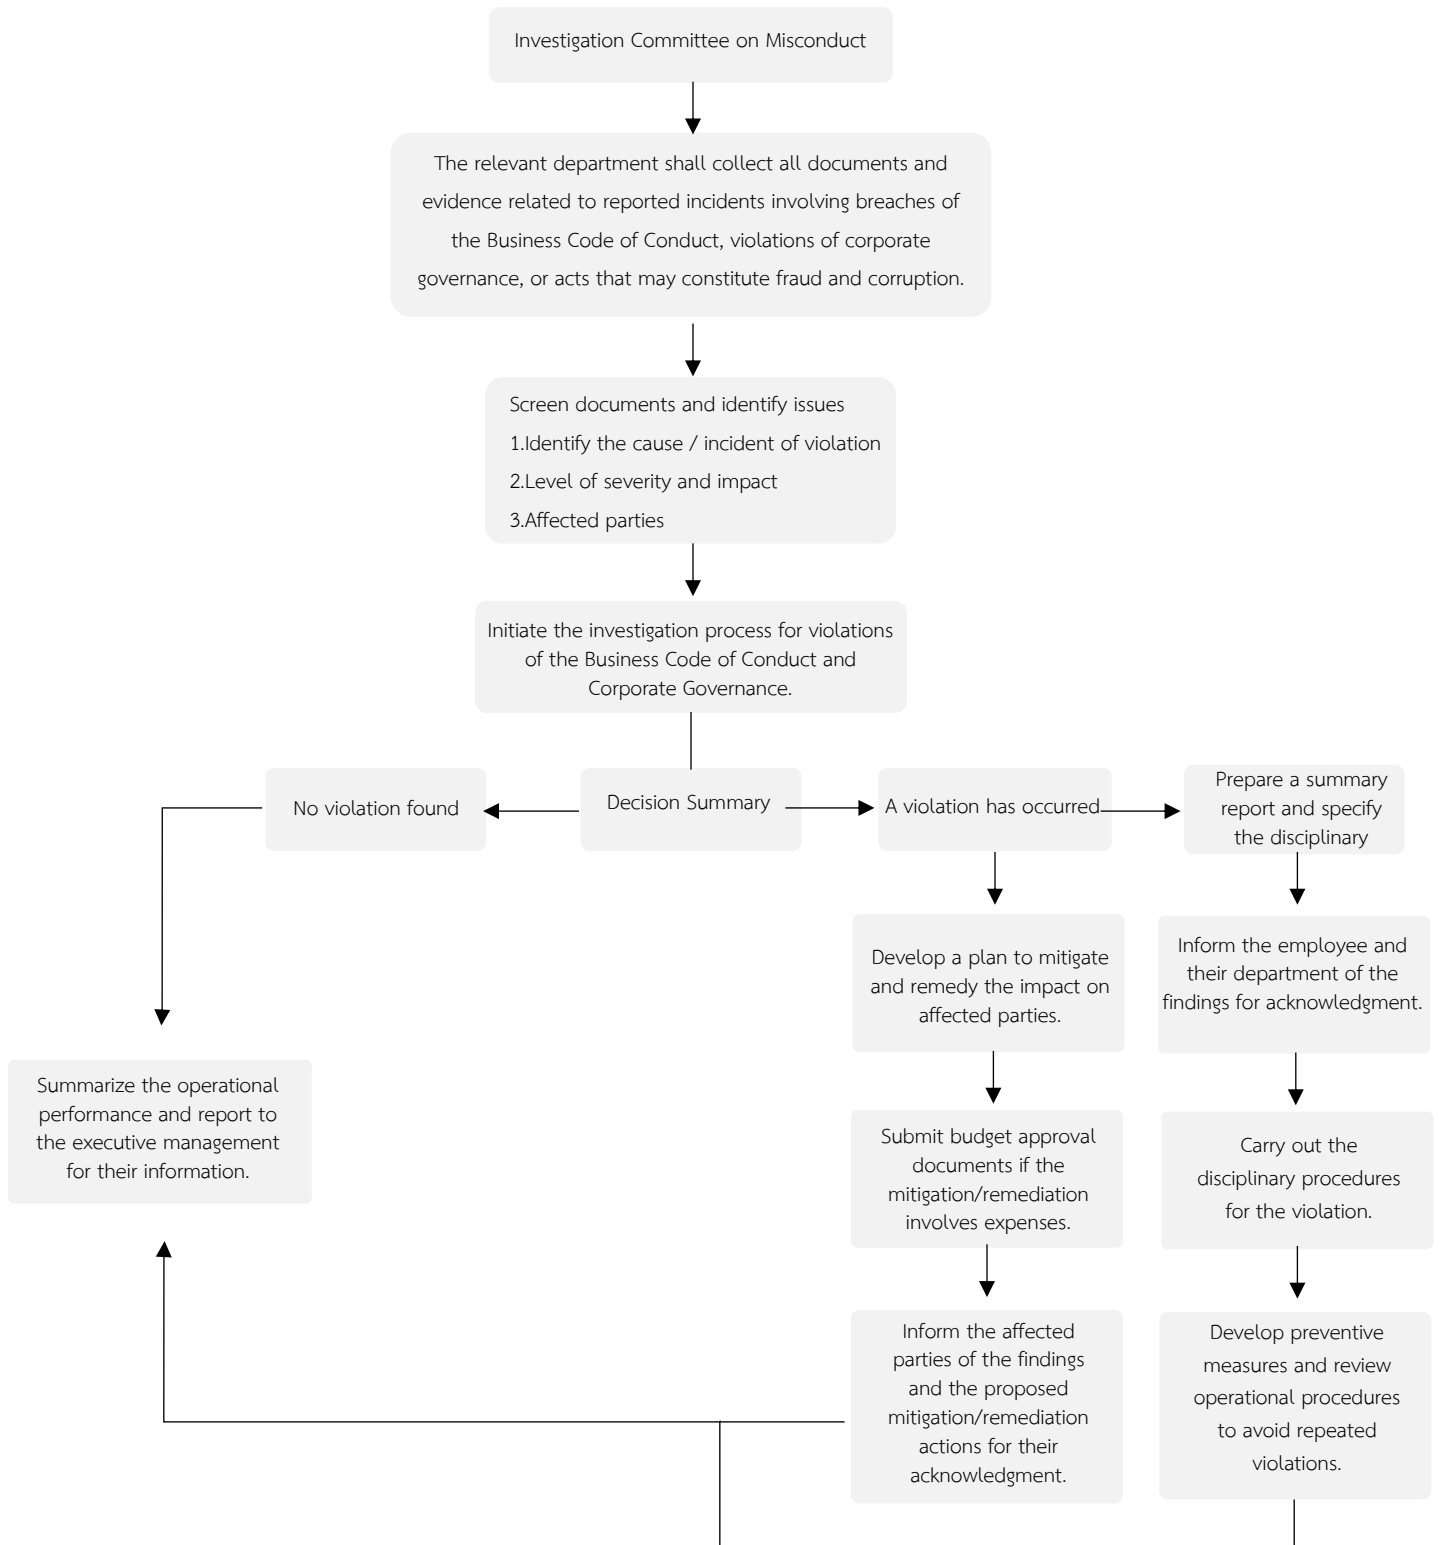 Investigation Committee on Misconduct
The relevant department shall collect all documents and
evidence related to reported incidents involving breaches of
the Business Code of Conduct, violations of corporate
governance, or acts that may constitute fraud and corruption.
Screen documents and identify issues
1.Identify the cause / incident of violation
2.Level of severity and impact
3.Affected parties
Initiate the investigation process for violations
of the Business Code of Conduct and
Corporate Governance.
No violation found
Decision Summary
A violation has occurred
Prepare a summary
report and specify
the disciplinary
Develop a plan to mitigate
and remedy the impact on
affected parties.
Inform the employee and
their department of the
findings for acknowledgment.
Summarize the operational
performance and report to
the executive management
for their information.
Submit budget approval
documents if the
mitigation/remediation
involves expenses.
Carry out the
disciplinary procedures
for the violation.
Inform the affected
parties of the findings
and the proposed
mitigation/remediation
actions for their
acknowledgment.
Develop preventive
measures and review
operational procedures
to avoid repeated
violations.